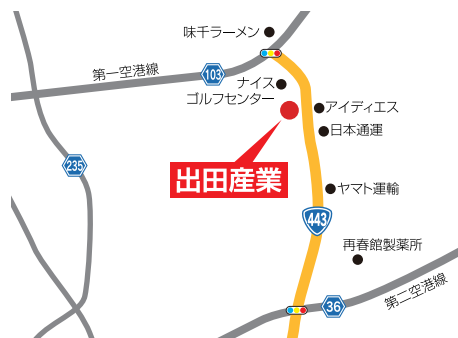 味千ラーメン
第一空港線
103
ナイス
ゴルフセンター
アイディエス
日本通運
235
出田産業
ヤマト運輸
443
再春館製薬所
第二空港線
36